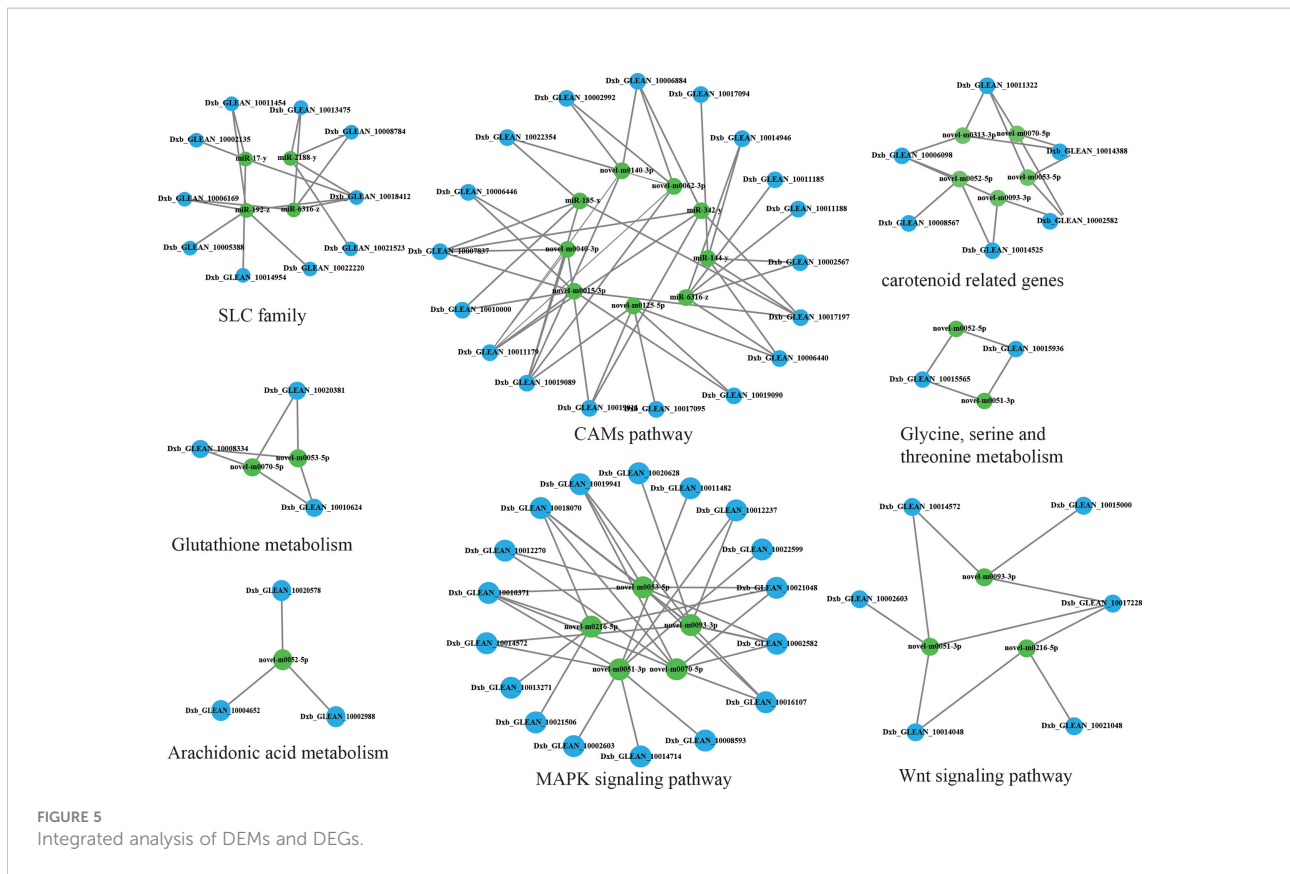 Dxb_GLEAN_10011454
Dxb_GLEAN_10013475
Dxb_GLEAN_10002135
Dxb_GLEAN_10008784
miR-17-y
miR-2188-y
Dxb_GLEAN_10006169
Dxb_GLEAN_10018412
miR-192-z
miR-6316-z
Dxb_GLEAN_10005388
Dxb_GLEAN_10021523
Dxb_GLEAN_10022220
Dxb_GLEAN_10014954
SLC family
Dxb_GLEAN_10006884
Dxb_GLEAN_10002992
Dxb_GLEAN_10017094
Dxb_GLEAN_10022354
Dxb_GLEAN_10014946
novel-m0140-3p
novel-m0062-3p
Dxb_GLEAN_10011185
Dxb_GLEAN_10006446
miR-185-x
miR-342-y
Dxb_GLEAN_10011188
Dxb_GLEAN_10007837
novel-m0040-3p
miR-144-y
Dxb_GLEAN_10002567
novel-m0015-3p
miR-6316-z
novel-m0125-5p
Dxb_GLEAN_10010000
Dxb_GLEAN_10017197
Dxb_GLEAN_10011179
Dxb_GLEAN_10006440
Dxb_GLEAN_10019089
Dxb_GLEAN_10019090
Dxb_GLEAN_10017095
CAMs pathway
Dxb_GLEAN_10011322
novel-m0313-3p
novel-m0070-5p
Dxb_GLEAN_10006098
Dxb_GLEAN_10014388
novel-m0052-5p
novel-m0053-5p
novel-m0093-3p
Dxb_GLEAN_10008567
Dxb_GLEAN_10002582
Dxb_GLEAN_10014525
carotenoid related genes
novel-m0052-5p
Dxb_GLEAN_10015936
Dxb_GLEAN_10015565
novel-m0051-3p
Glycine, serine and
threonine metabolism
Dxb_GLEAN_10020381
Dxb_GLEAN_10008334
novel-m0053-5p
novel-m0070-5p
Dxb_GLEAN_10010624
Glutathione metabolism
Dxb_GLEAN_10020578
novel-m0052-5p
Dxb_GLEAN_10004652
Dxb_GLEAN_10002988
Arachidonic acid metabolism
Dxb_GLEAN_10020628
Dxb_GLEAN_10019941
Dxb_GLEAN_10011482
Dxb_GLEAN_10018070
Dxb_GLEAN_10012237
Dxb_GLEAN_10012270
Dxb_GLEAN_10022599
novel-m0053-5p
Dxb_GLEAN_10010371
Dxb_GLEAN_10021048
novel-m0216-5p
novel-m0093-3p
Dxb_GLEAN_10014572
Dxb_GLEAN_10002582
novel-m0051-3p
novel-m0070-5p
Dxb_GLEAN_10013271
Dxb_GLEAN_10016107
Dxb_GLEAN_10021506
Dxb_GLEAN_10008593
Dxb_GLEAN_10002603
Dxb_GLEAN_10014714
MAPK signaling pathway
Dxb_GLEAN_10014572
Dxb_GLEAN_10015000
novel-m0093-3p
Dxb_GLEAN_10002603
Dxb_GLEAN_10017228
novel-m0051-3p
novel-m0216-5p
Dxb_GLEAN_10014048
Dxb_GLEAN_10021048
Wnt signaling pathway
FIGURE 5
Integrated analysis of DEMs and DEGs.